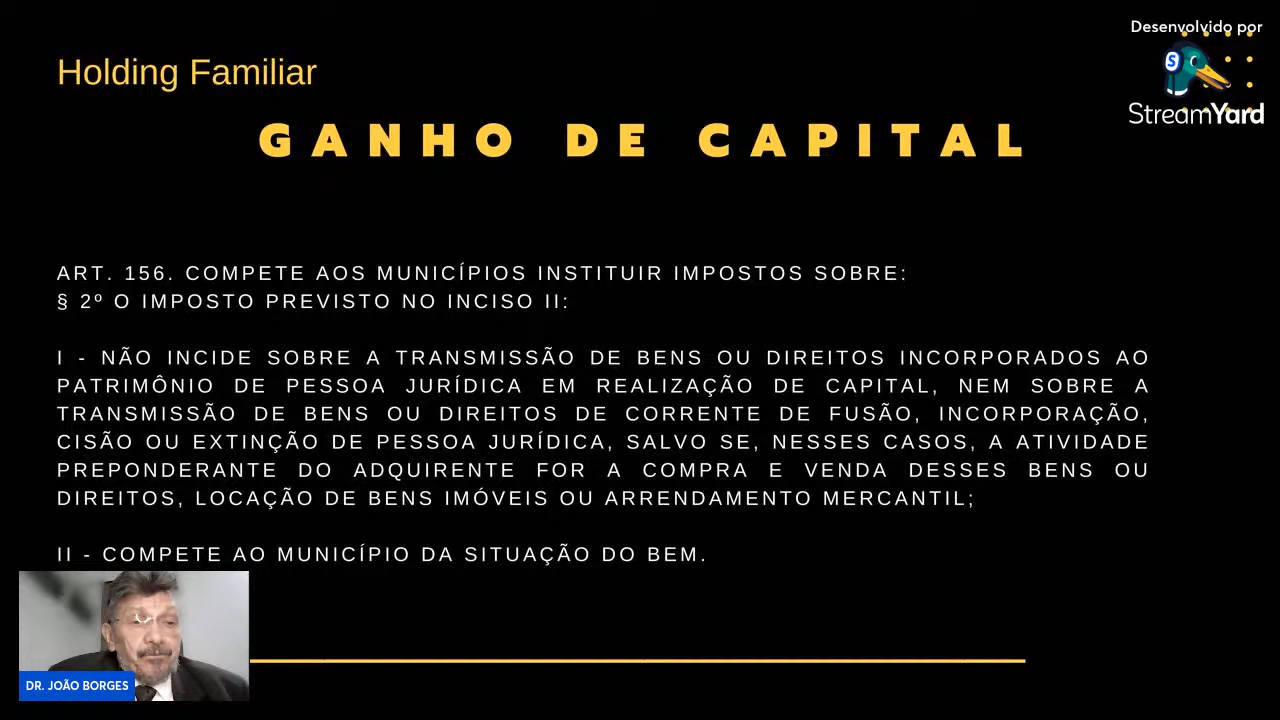 Desenvolvido por
StreamYard
Holding Familiar
GANHO DE CAPITAL
ART. 156. COMPETE AOS MUNICÍPIOS INSTITUIR IMPOSTOS SOBRE:
§ 2º O IMPOSTO PREVISTO NO INCISO II:
I - NÃO INCIDE SOBRE A TRANSMISSÃO DE BENS OU DIREITOS INCORPORADOS AO
PATRIMÔNIO DE PESSOA JURÍDICA EM REALIZAÇÃO DE CAPITAL, NEM SOBRE A
TRANSMISSÃO DE BENS OU DIREITOS DE CORRENTE DE FUSÃO, INCORPORAÇÃO,
CISÃO OU EXTINÇÃO DE PESSOA JURÍDICA, SALVO SE, NESSES CASOS, A ATIVIDADE
PREPONDERANTE DO ADQUIRENTE FOR A COMPRA E VENDA DESSES BENS OU
DIREITOS, LOCAÇÃO DE BENS IMÓVEIS OU ARRENDAMENTO MERCANTIL;
II - COMPETE AO MUNICÍPIO DA SITUAÇÃO DO BEM.
DR. JOÃO BORGES